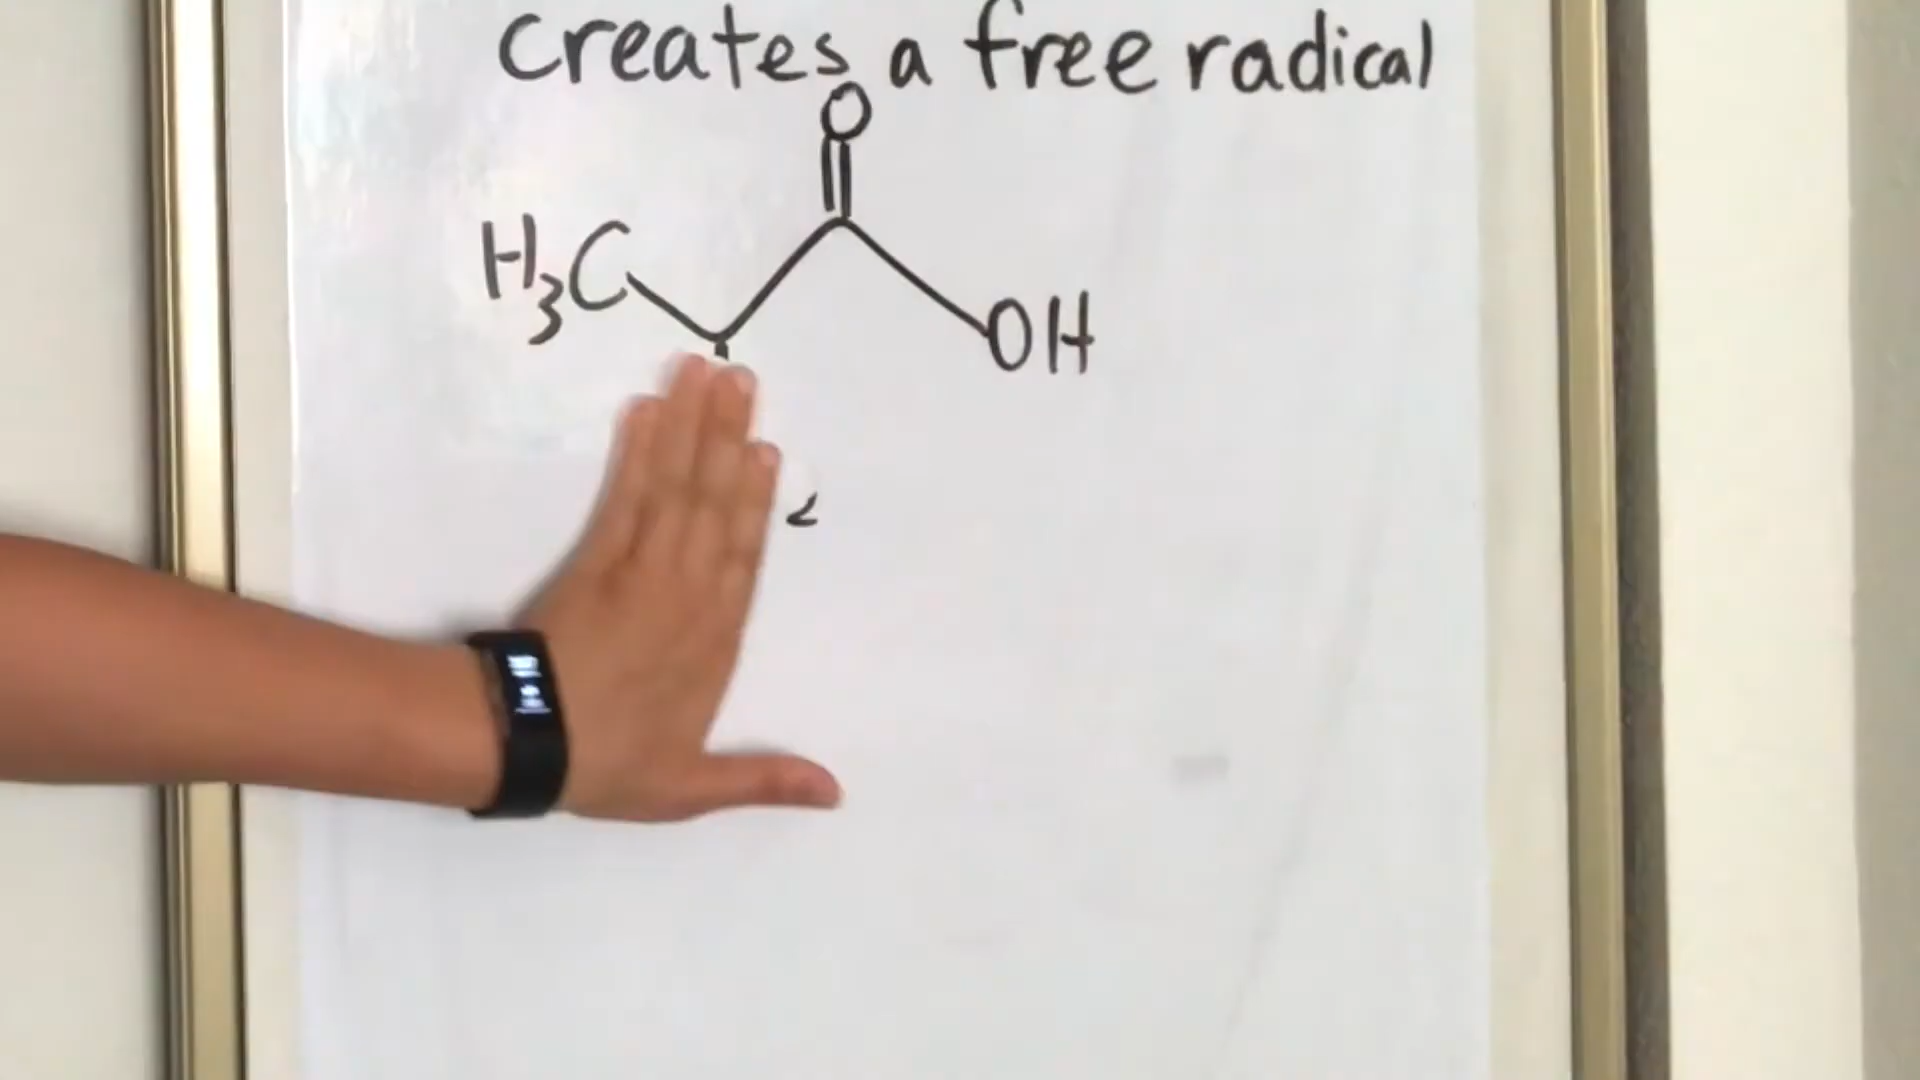 creates a free radical
O
H₃C
OH